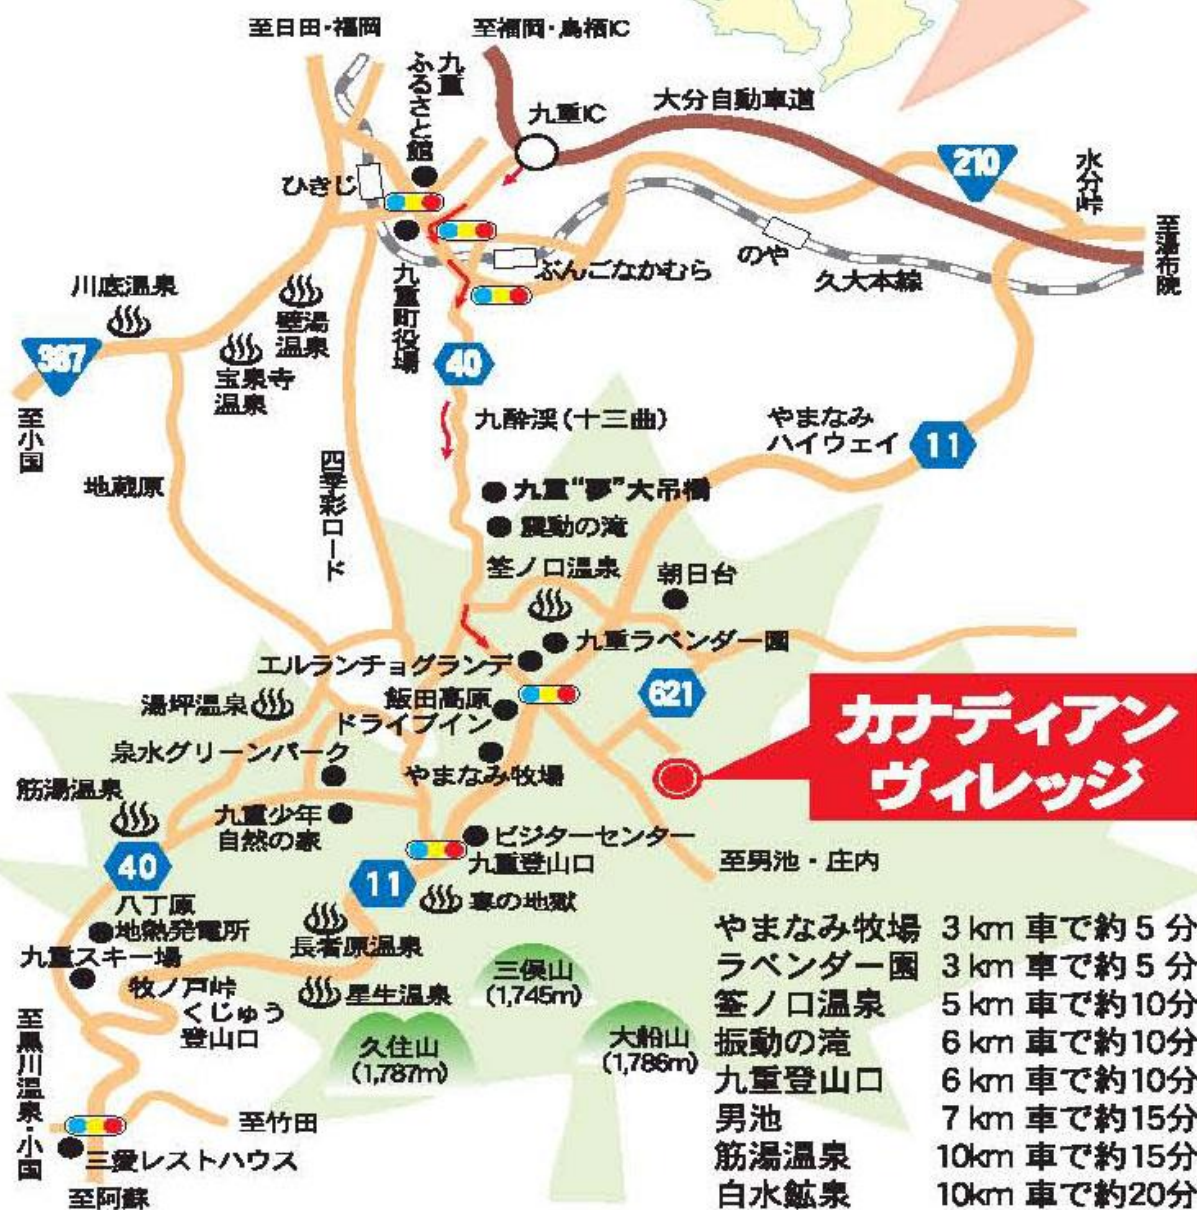 至日田・福岡
至福岡・鳥栖IC
九重
ふるさと館
九重IC
大分自動車道
210
水分峠
至湯布院
ひきじ
ぶんごなかむら
のや
久大本線
川底温泉
壁湯
温泉
九重町役場
387
宝泉寺
温泉
40
至小国
九酔渓(十三曲)
やまなみ
ハイウェイ
11
地蔵原
四季彩ロード
九重“夢”大吊橋
震動の滝
筌ノ口温泉
朝日台
九重ラベンダー園
エルランチョグランデ
621
飯田高原
ドライブイン
湯坪温泉
カナディアン
ヴィレッジ
泉水グリーンパーク
やまなみ牧場
筋湯温泉
九重少年
自然の家
ビジターセンター
九重登山口
至男池・庄内
40
11
寒の地獄
八丁原
地熱発電所
長者原温泉
九重スキー場
牧ノ戸峠
くじゅう
登山口
星生温泉
三俣山
(1,745m)
久住山
(1,787m)
大船山
(1,786m)
至黒川温泉・小国
至竹田
三愛レストハウス
至阿蘇
やまなみ牧場 3km 車で約5分
ラベンダー園 3km 車で約5分
筌ノ口温泉 5km 車で約10分
振動の滝 6km 車で約10分
九重登山口 6km 車で約10分
男池 7km 車で約15分
筋湯温泉 10km 車で約15分
白水鉱泉 10km 車で約20分